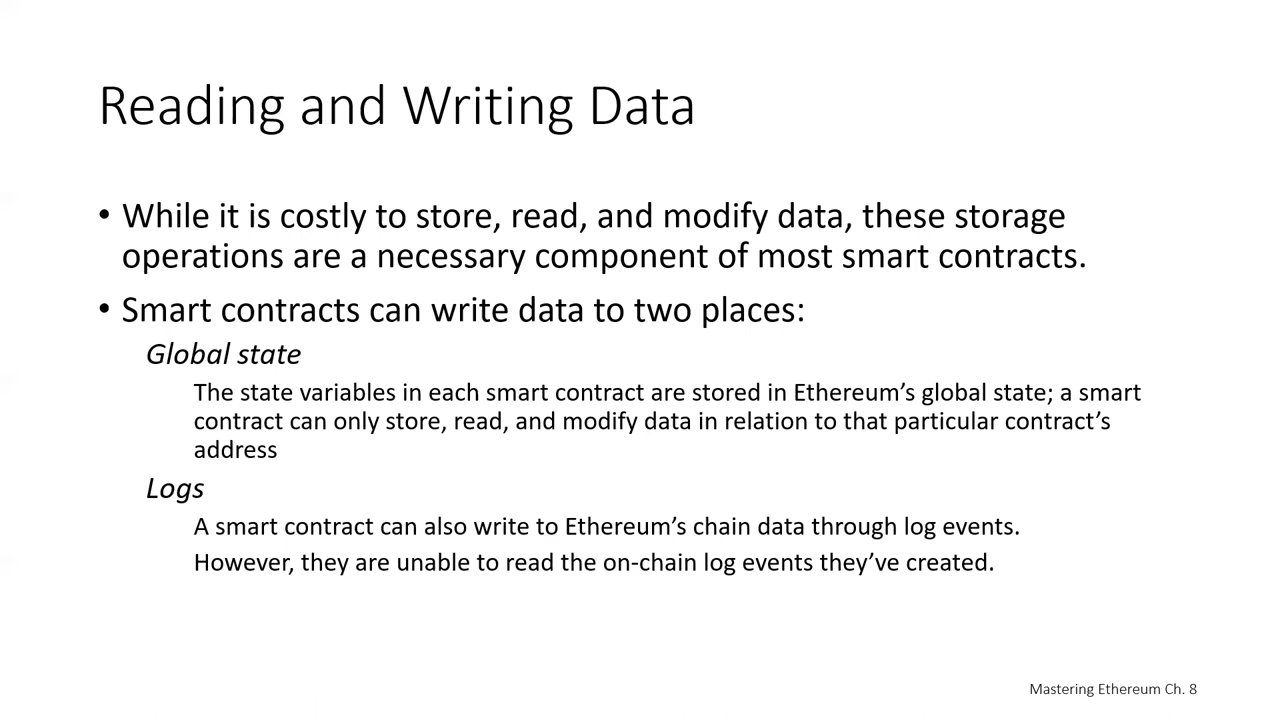 Reading and Writing Data
• While it is costly to store, read, and modify data, these storage
operations are a necessary component of most smart contracts.
• Smart contracts can write data to two places:
Global state
The state variables in each smart contract are stored in Ethereum’s global state; a smart
contract can only store, read, and modify data in relation to that particular contract’s
address
Logs
A smart contract can also write to Ethereum’s chain data through log events.
However, they are unable to read the on-chain log events they’ve created.
Mastering Ethereum Ch. 8